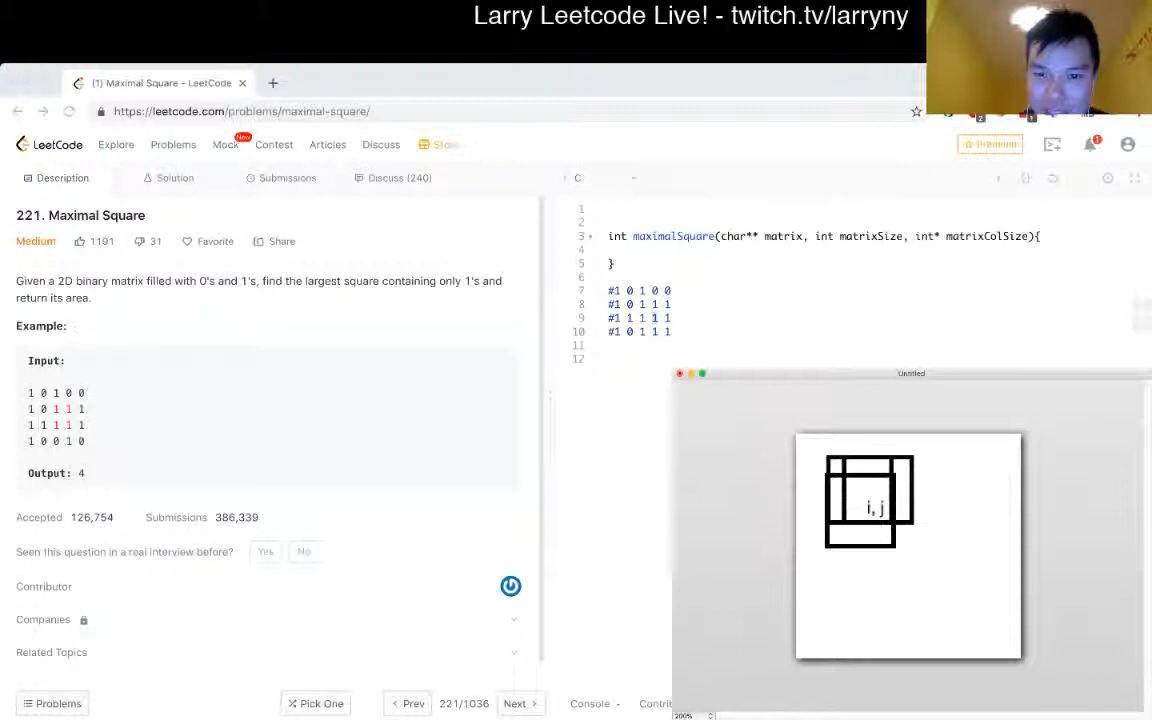 Larry Leetcode Live! - twitch.tv/larryny
(1) Maximal Square - LeetCode
https://leetcode.com/problems/maximal-square/
LeetCode Explore Problems Mock New Contest Articles Discuss Premium 1
Description Solution Submissions Discuss (240) C
221. Maximal Square
Medium 1191 31 Favorite Share
Given a 2D binary matrix filled with 0's and 1's, find the largest square containing only 1's and
return its area.
Example:
Input:
1 0 1 0 0
1 0 1 1 1
1 1 1 1 1
1 0 0 1 0
Output: 4
Accepted 126,754 Submissions 386,339
Seen this question in a real interview before? Yes No
Contributor
Companies
Related Topics
Problems Pick One < Prev 221/1036 Next >
1
2
3 int maximalSquare(char** matrix, int matrixSize, int* matrixColSize){
4
5 }
6
7 #1 0 1 0 0
8 #1 0 1 1 1
9 #1 1 1 1 1
10 #1 0 1 1 1
11
12
Untitled
i, j
200%
Console